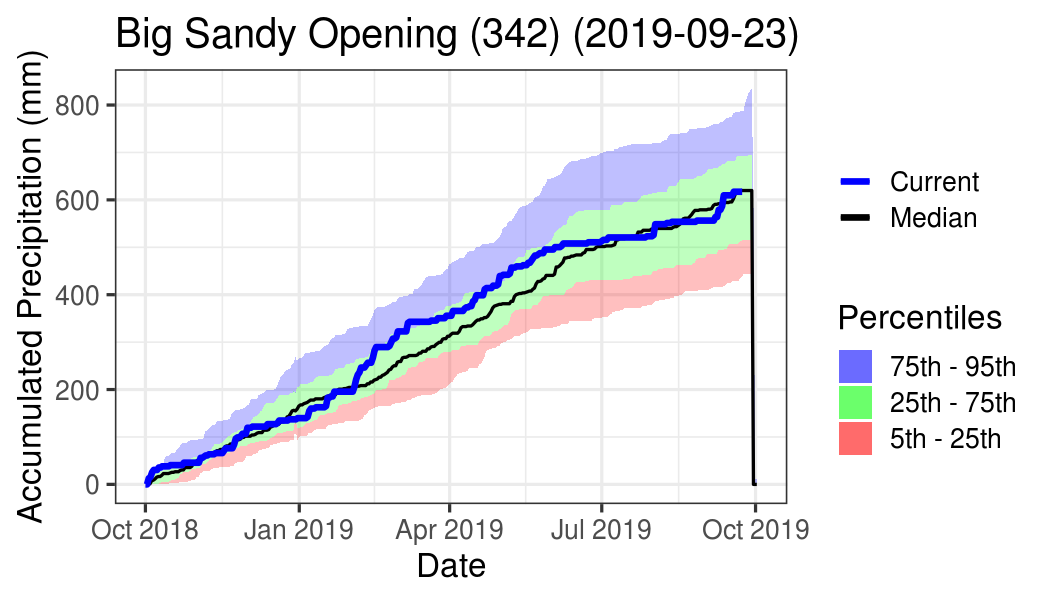 Big Sandy Opening (342) (2019-09-23)
Accumulated Precipitation (mm)
800
600
400
200
0
Oct 2018
Jan 2019
Apr 2019
Jul 2019
Oct 2019
Date
Current
Median
Percentiles
75th - 95th
25th - 75th
5th - 25th